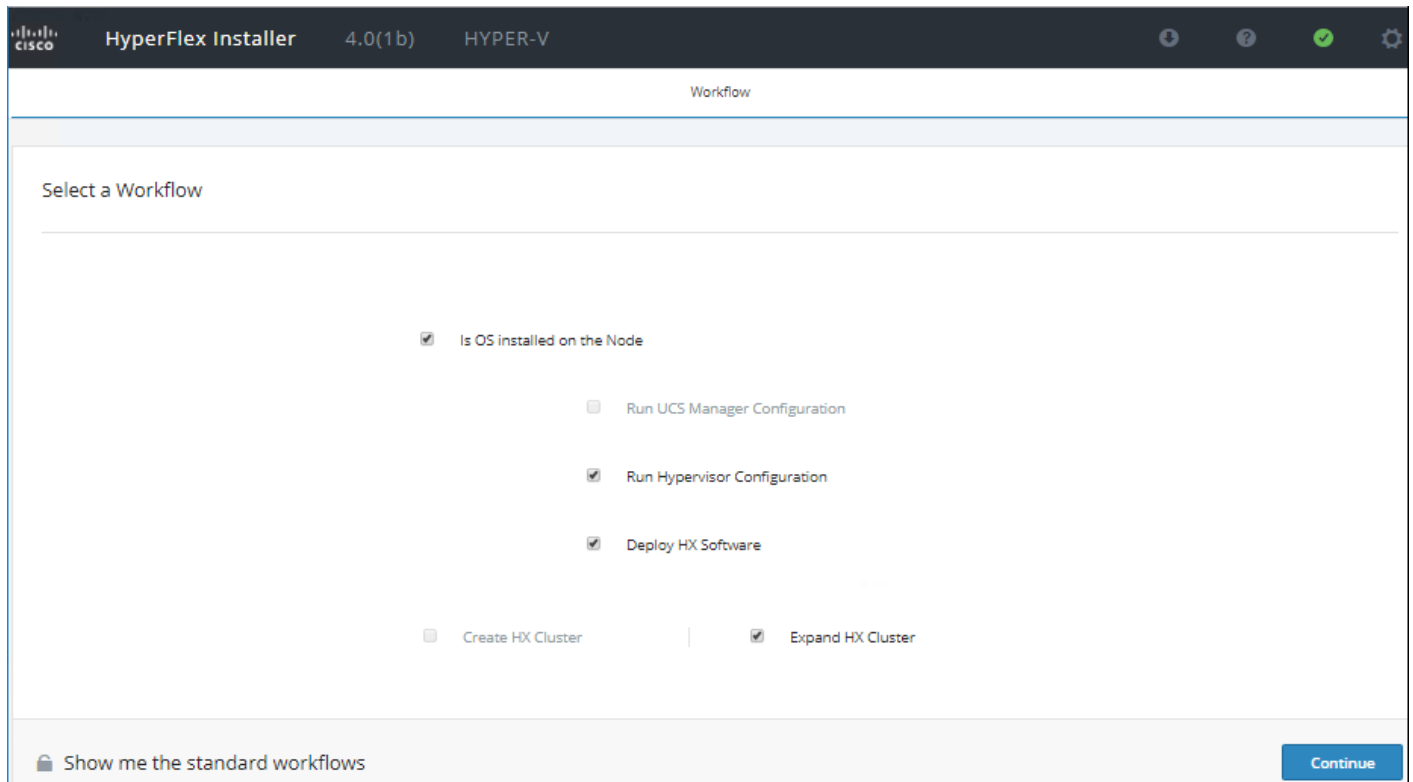 cisco HyperFlex Installer 4.0(1b) HYPER-V
Workflow
Select a Workflow
Is OS installed on the Node
Run UCS Manager Configuration
Run Hypervisor Configuration
Deploy HX Software
Create HX Cluster Expand HX Cluster
Show me the standard workflows Continue